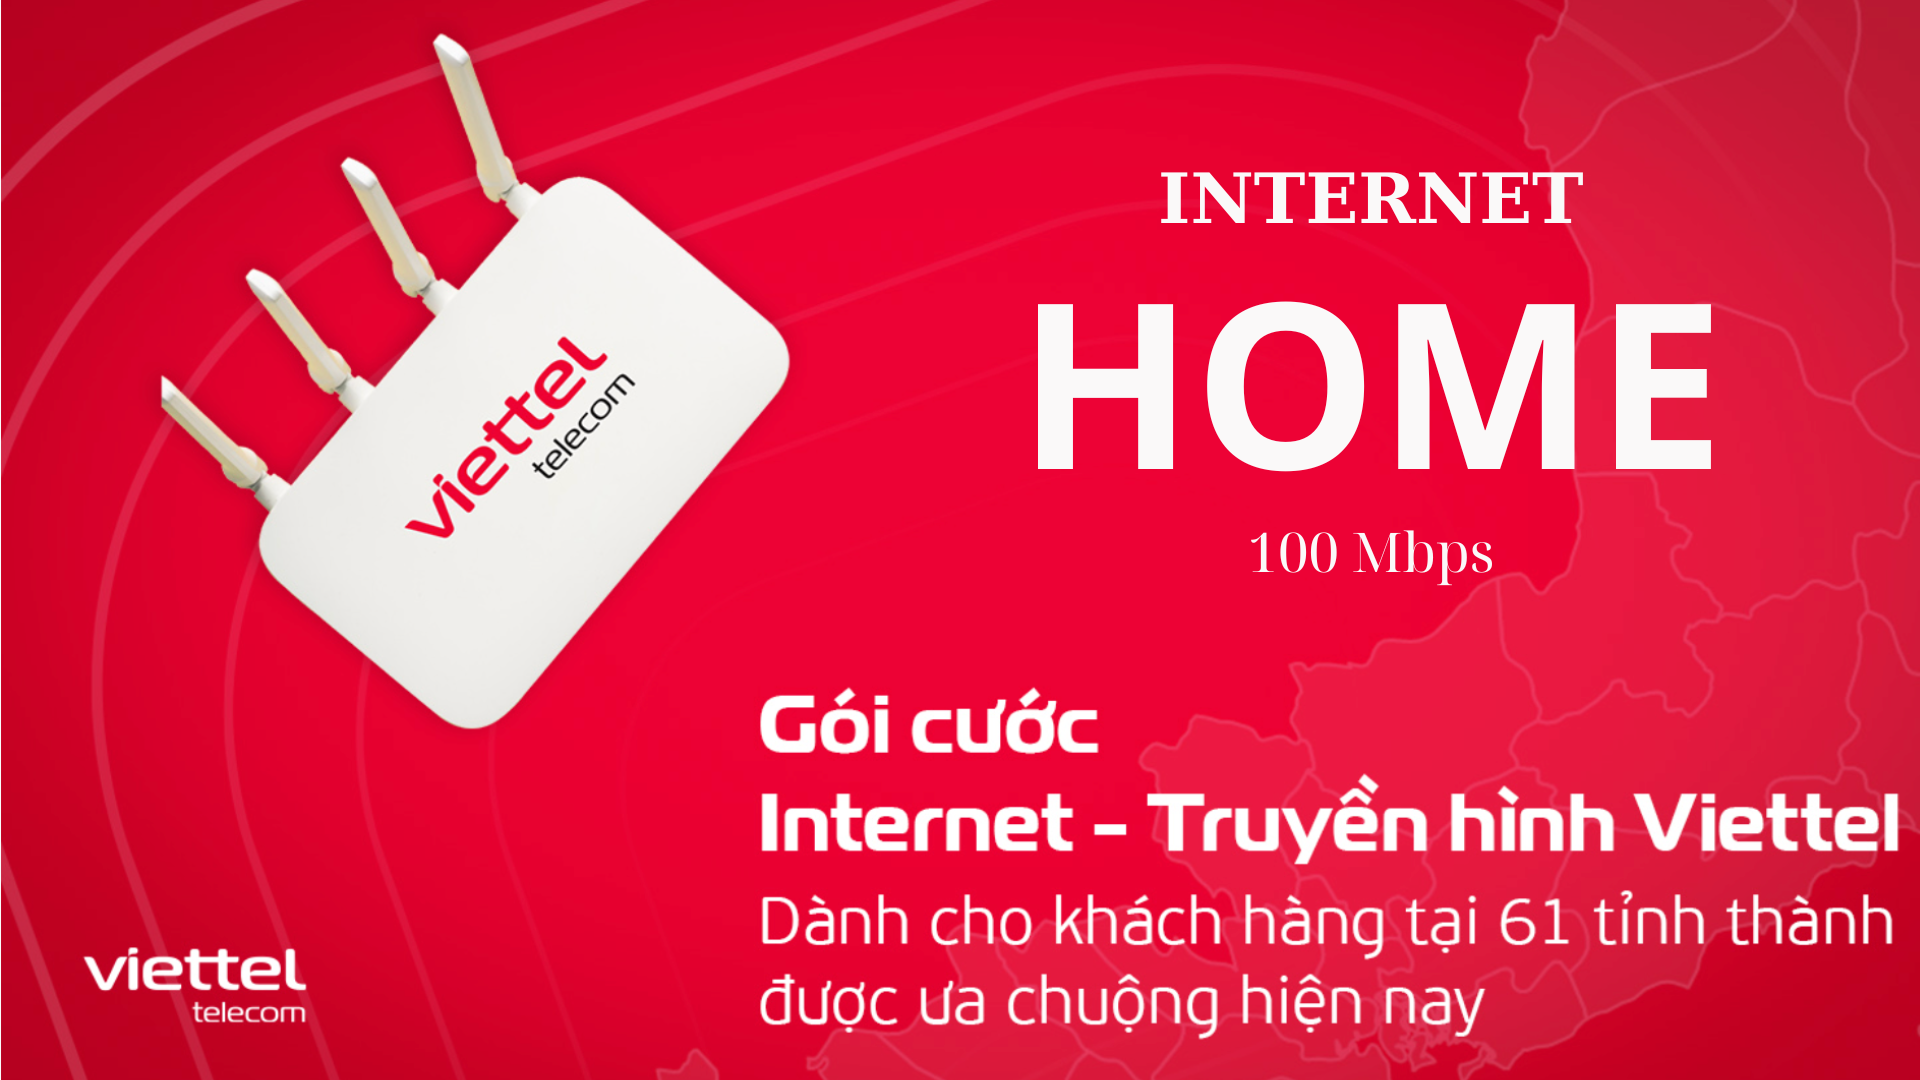 viettel
telecom
INTERNET
HOME
100 Mbps
Gói cước
Internet - Truyền hình Viettel
Dành cho khách hàng tại 61 tỉnh thành
được ưa chuộng hiện nay
viettel
telecom